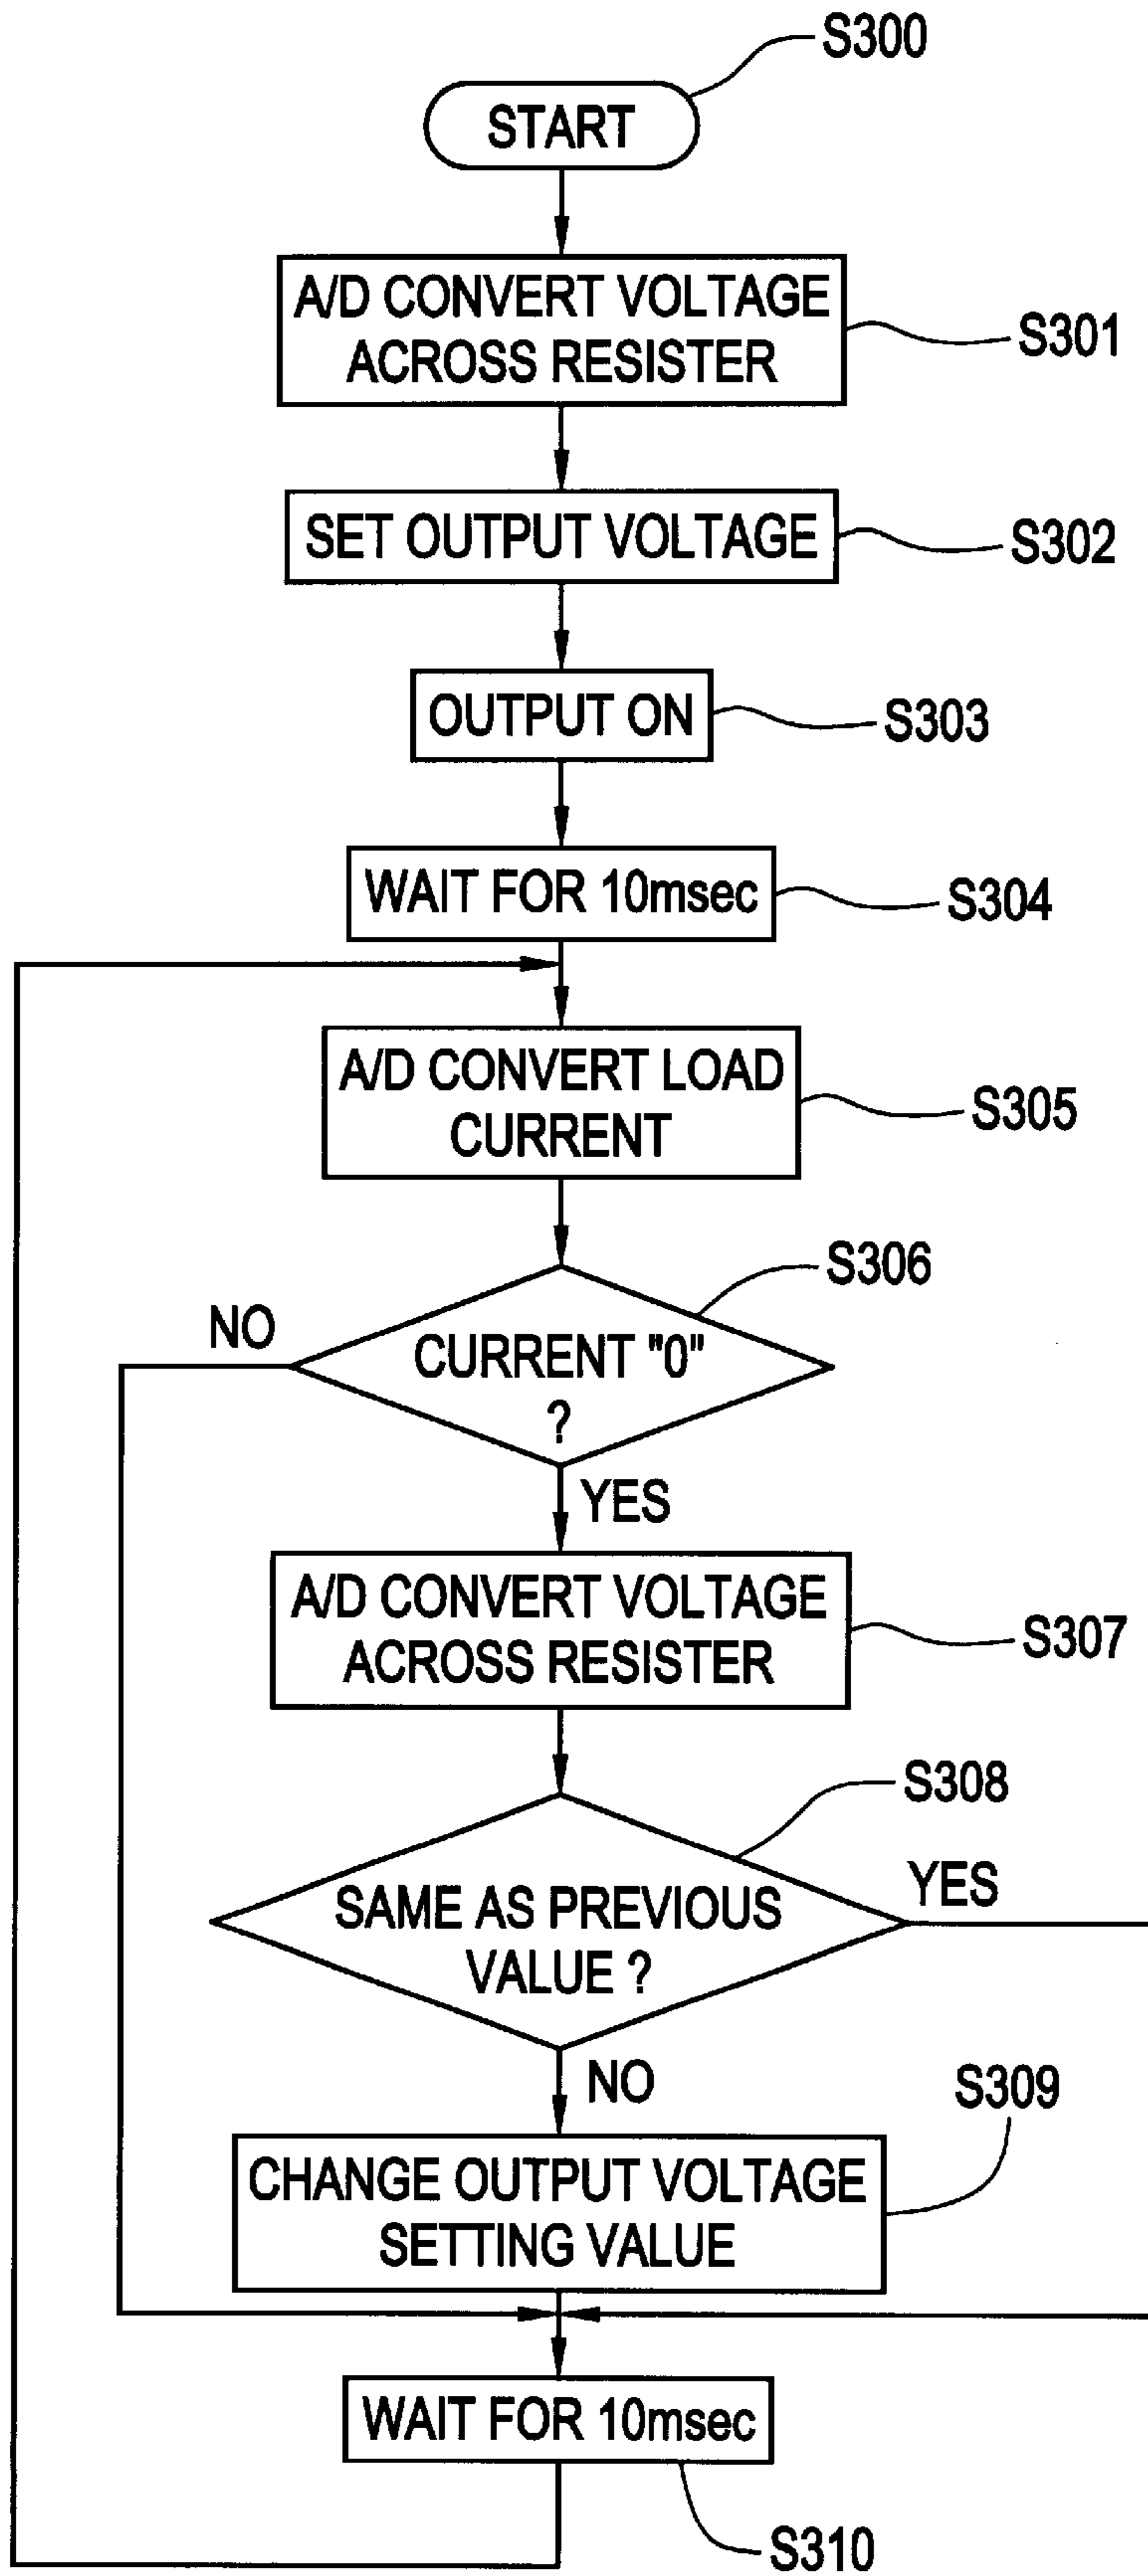 S300
START
A/D CONVERT VOLTAGE
ACROSS RESISTER
S301
SET OUTPUT VOLTAGE
S302
OUTPUT ON
S303
WAIT FOR 10msec
S304
A/D CONVERT LOAD
CURRENT
S305
S306
NO
CURRENT "0"
?
YES
A/D CONVERT VOLTAGE
ACROSS RESISTER
S307
S308
YES
SAME AS PREVIOUS
VALUE ?
NO
S309
CHANGE OUTPUT VOLTAGE
SETTING VALUE
WAIT FOR 10msec
S310